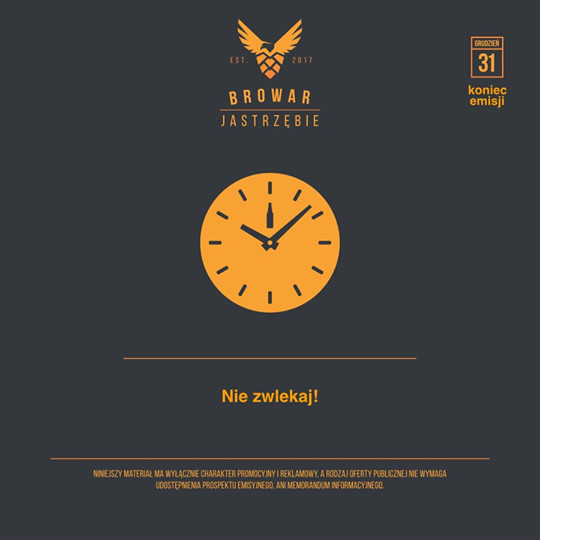 EST. 2017
BROWAR
JASTRZĘBIE
GRUDZIEŃ
31
koniec
emisji
Nie zwlekaj!
NINIEJSZY MATERIAŁ MA WYŁĄCZNIE CHARAKTER PROMOCYJNY I REKLAMOWY, A RODZAJ OFERTY PUBLICZNEJ NIE WYMAGA
UDOSTĘPNIENIA PROSPEKTU EMISYJNEGO, ANI MEMORANDUM INFORMACYJNEGO.